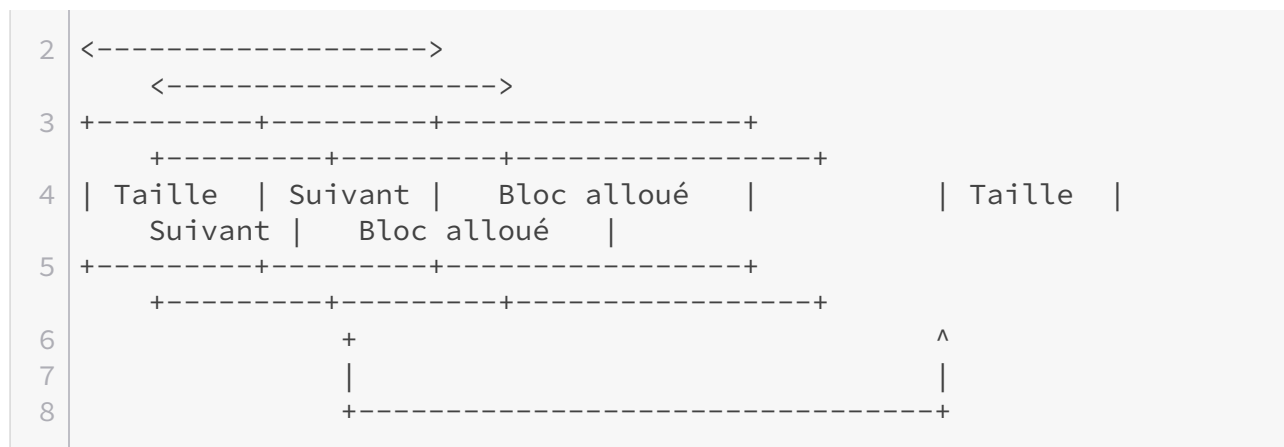 2 <------------------->
    <------------------->
3 +---------+---------+-----------------+
    +---------+---------+-----------------+
4 | Taille  | Suivant |   Bloc alloué   |          | Taille  |
    Suivant |   Bloc alloué   |
5 +---------+---------+-----------------+
    +---------+---------+-----------------+
6                +                                 ^
7                |                                 |
8                +---------------------------------+